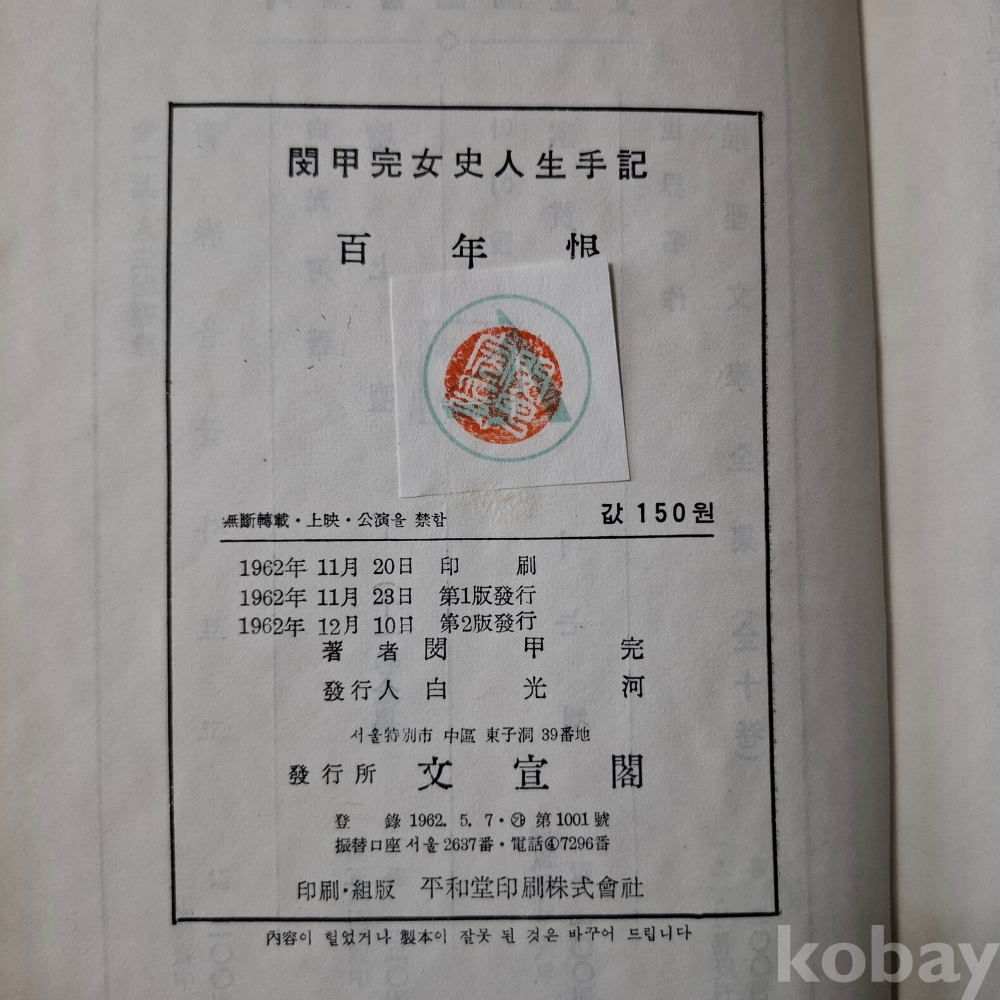 閔甲完女史人生手記
百年恨
無斷轉載·上映·公演을 禁함
값 150원
1962年 11月 20日 印刷
1962年 11月 23日 第1版發行
1962年 12月 10日 第2版發行
著者 閔甲完
發行人 白光河
서울特別市 中區 東子洞 39番地
發行所 文宣閣
登錄 1962. 5. 7·㉮ 第1001號
振替口座 서울 2637番·電話④7296番
印刷·組版 平和堂印刷株式會社
內容이 헐었거나 製本이 잘못 된 것은 바꾸어 드립니다
kobay